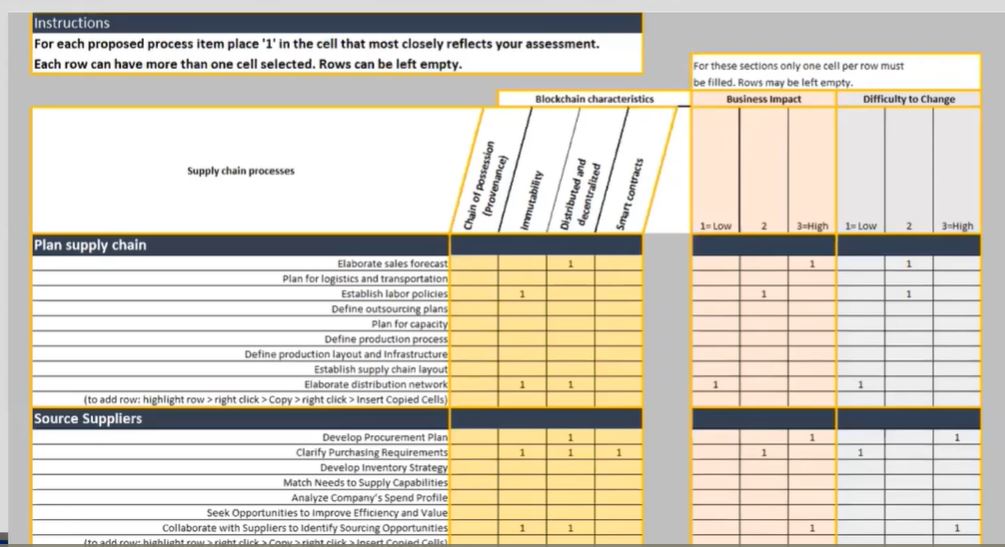 Instructions
For each proposed process item place '1' in the cell that most closely reflects your assessment.
Each row can have more than one cell selected. Rows can be left empty.
For these sections only one cell per row must
be filled. Rows may be left empty.
Blockchain characteristics
Business Impact
Difficulty to Change
Supply chain processes
Chain of possession
(Provenance)
Immutability
Distributed and
decentralized
Smart contracts
1=Low 2 3=High 1=Low 2 3=High
Plan supply chain
Elaborate sales forecast 1 1 1
Plan for logistics and transportation
Establish labor policies 1 1 1
Define outsourcing plans
Plan for capacity
Define production process
Define production layout and Infrastructure
Establish supply chain layout
Elaborate distribution network 1 1 1 1
(to add row: highlight row > right click > Copy > right click > Insert Copied Cells)
Source Suppliers
Develop Procurement Plan 1 1 1
Clarify Purchasing Requirements 1 1 1 1 1
Develop Inventory Strategy
Match Needs to Supply Capabilities
Analyze Company's Spend Profile
Seek Opportunities to Improve Efficiency and Value
Collaborate with Suppliers to Identify Sourcing Opportunities 1 1 1 1
(to add row: highlight row > right click > Copy > right click > Insert Copied Cells)